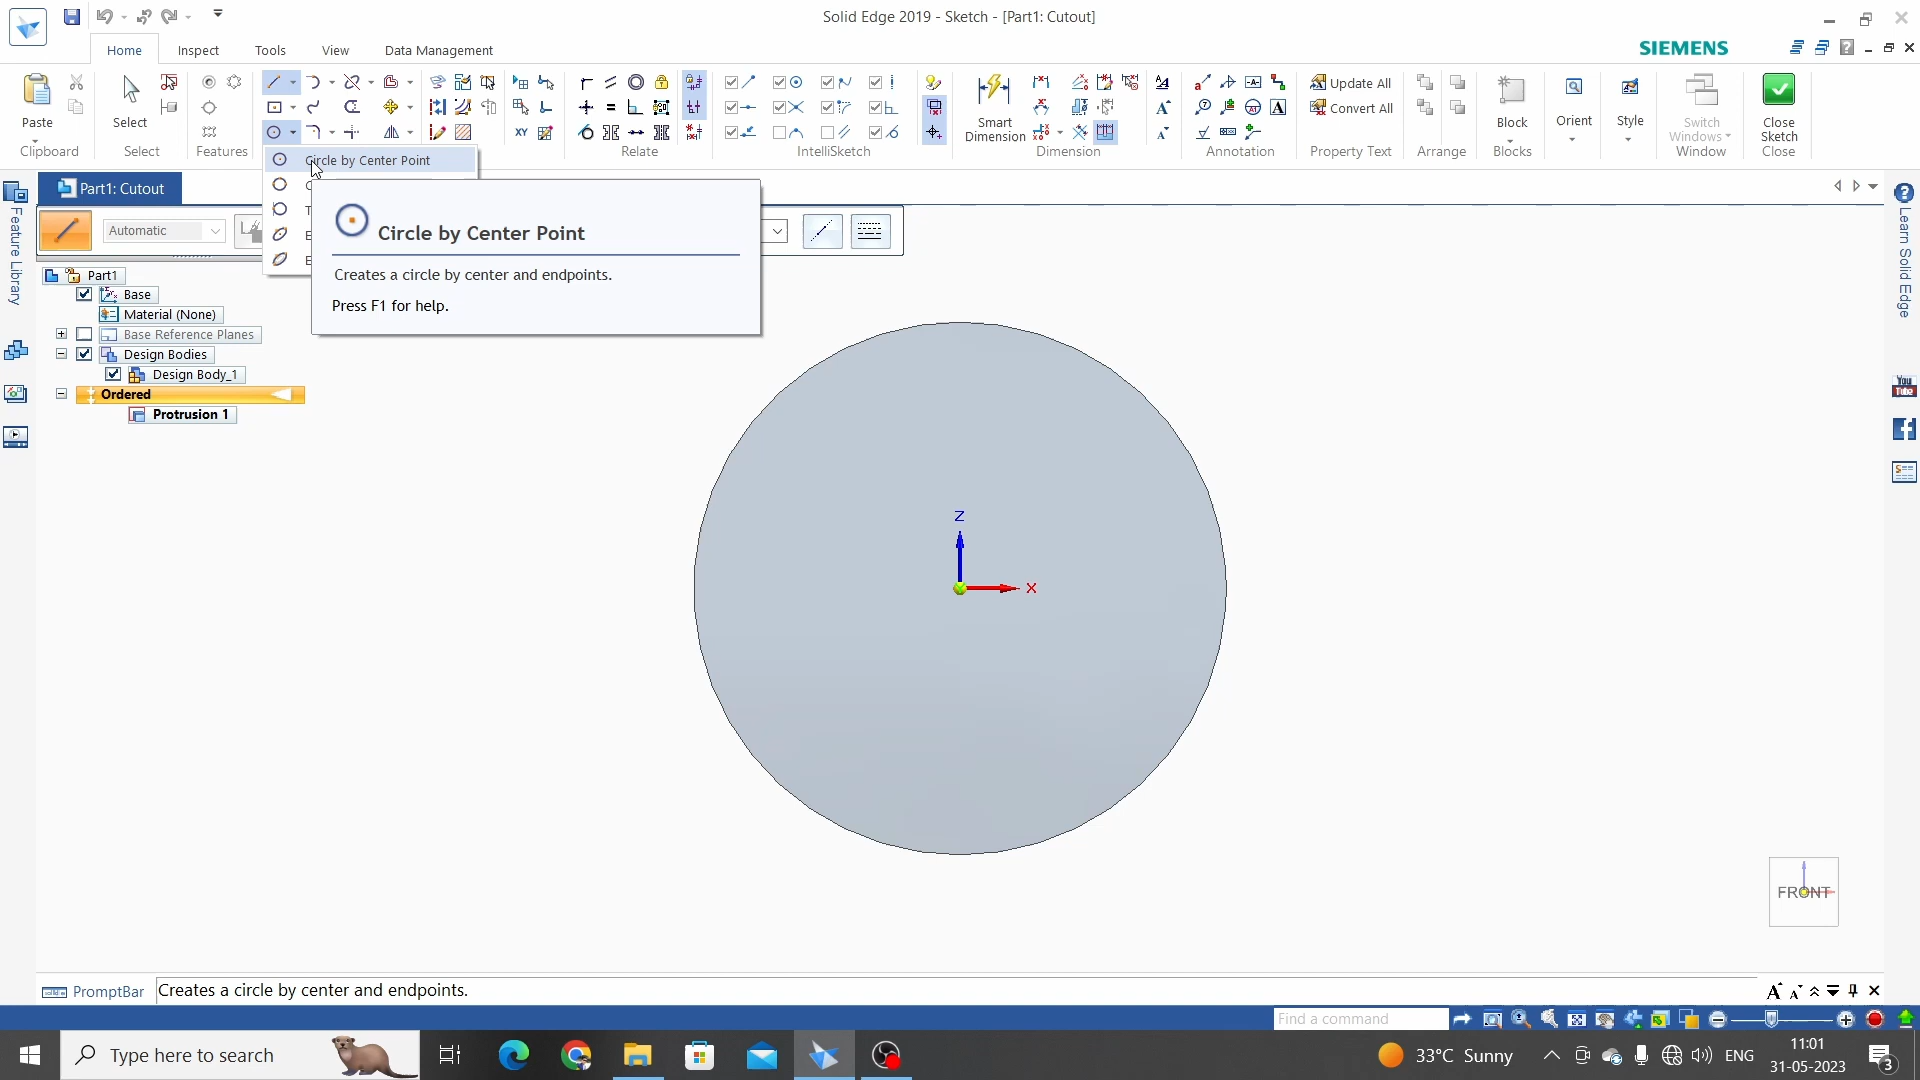 Solid Edge 2019 - Sketch - [Part1: Cutout]
Home
Inspect
Tools
View
Data Management
SIEMENS
Paste
Clipboard
Select
Select
Features
Relate
IntelliSketch
Smart Dimension
Dimension
Annotation
Update All
Convert All
Property Text
Arrange
Block
Blocks
Orient
Style
Switch Windows
Window
Close Sketch
Close
Circle by Center Point
Part1: Cutout
Automatic
Circle by Center Point
Creates a circle by center and endpoints.
Press F1 for help.
Feature Library
Learn Solid Edge
You Tube
Part1
Base
Material (None)
Base Reference Planes
Design Bodies
Design Body_1
Ordered
Protrusion 1
Z
X
FRONT
PromptBar
Creates a circle by center and endpoints.
Find a command
Type here to search
33°C Sunny
ENG
11:01
31-05-2023
3